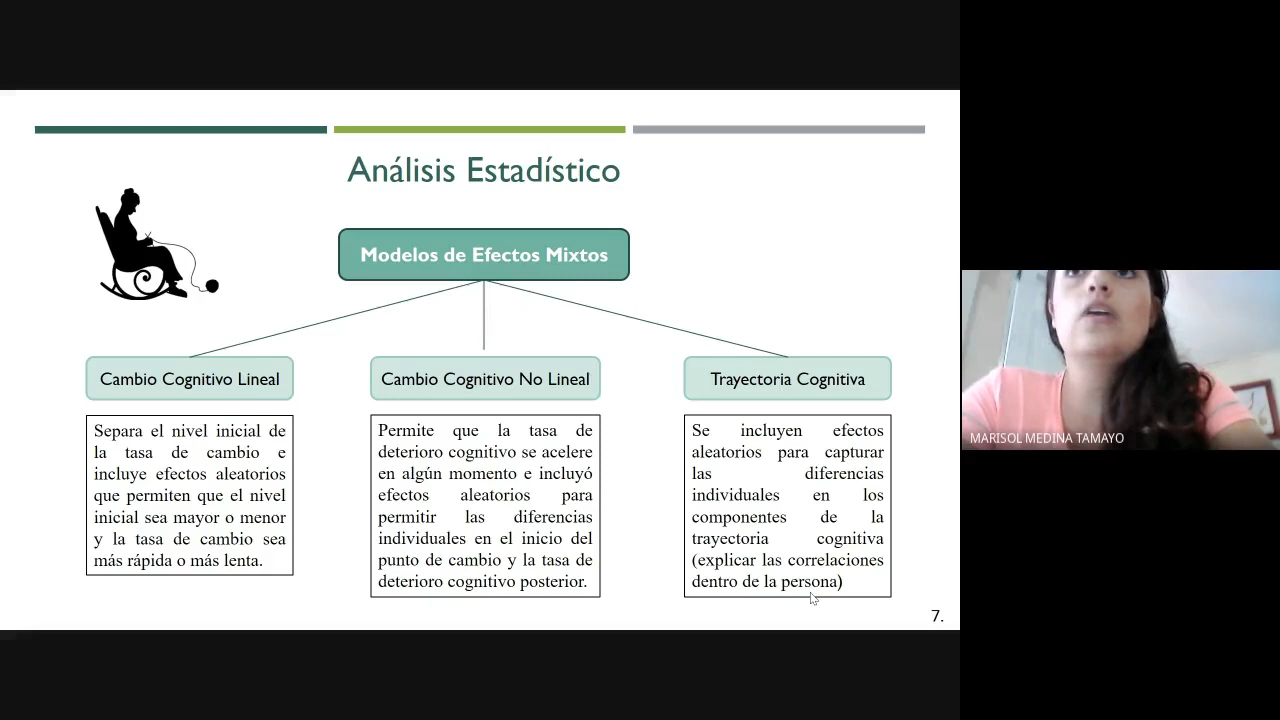 Análisis Estadístico
Modelos de Efectos Mixtos
Cambio Cognitivo Lineal
Separa el nivel inicial de
la tasa de cambio e
incluye efectos aleatorios
que permiten que el nivel
inicial sea mayor o menor
y la tasa de cambio sea
más rápida o más lenta.
Cambio Cognitivo No Lineal
Permite que la tasa de
deterioro cognitivo se acelere
en algún momento e incluyó
efectos aleatorios para
permitir las diferencias
individuales en el inicio del
punto de cambio y la tasa de
deterioro cognitivo posterior.
Trayectoria Cognitiva
Se incluyen efectos
aleatorios para capturar
las diferencias
individuales en los
componentes de la
trayectoria cognitiva
(explicar las correlaciones
dentro de la persona)
7.
MARISOL MEDINA TAMAYO